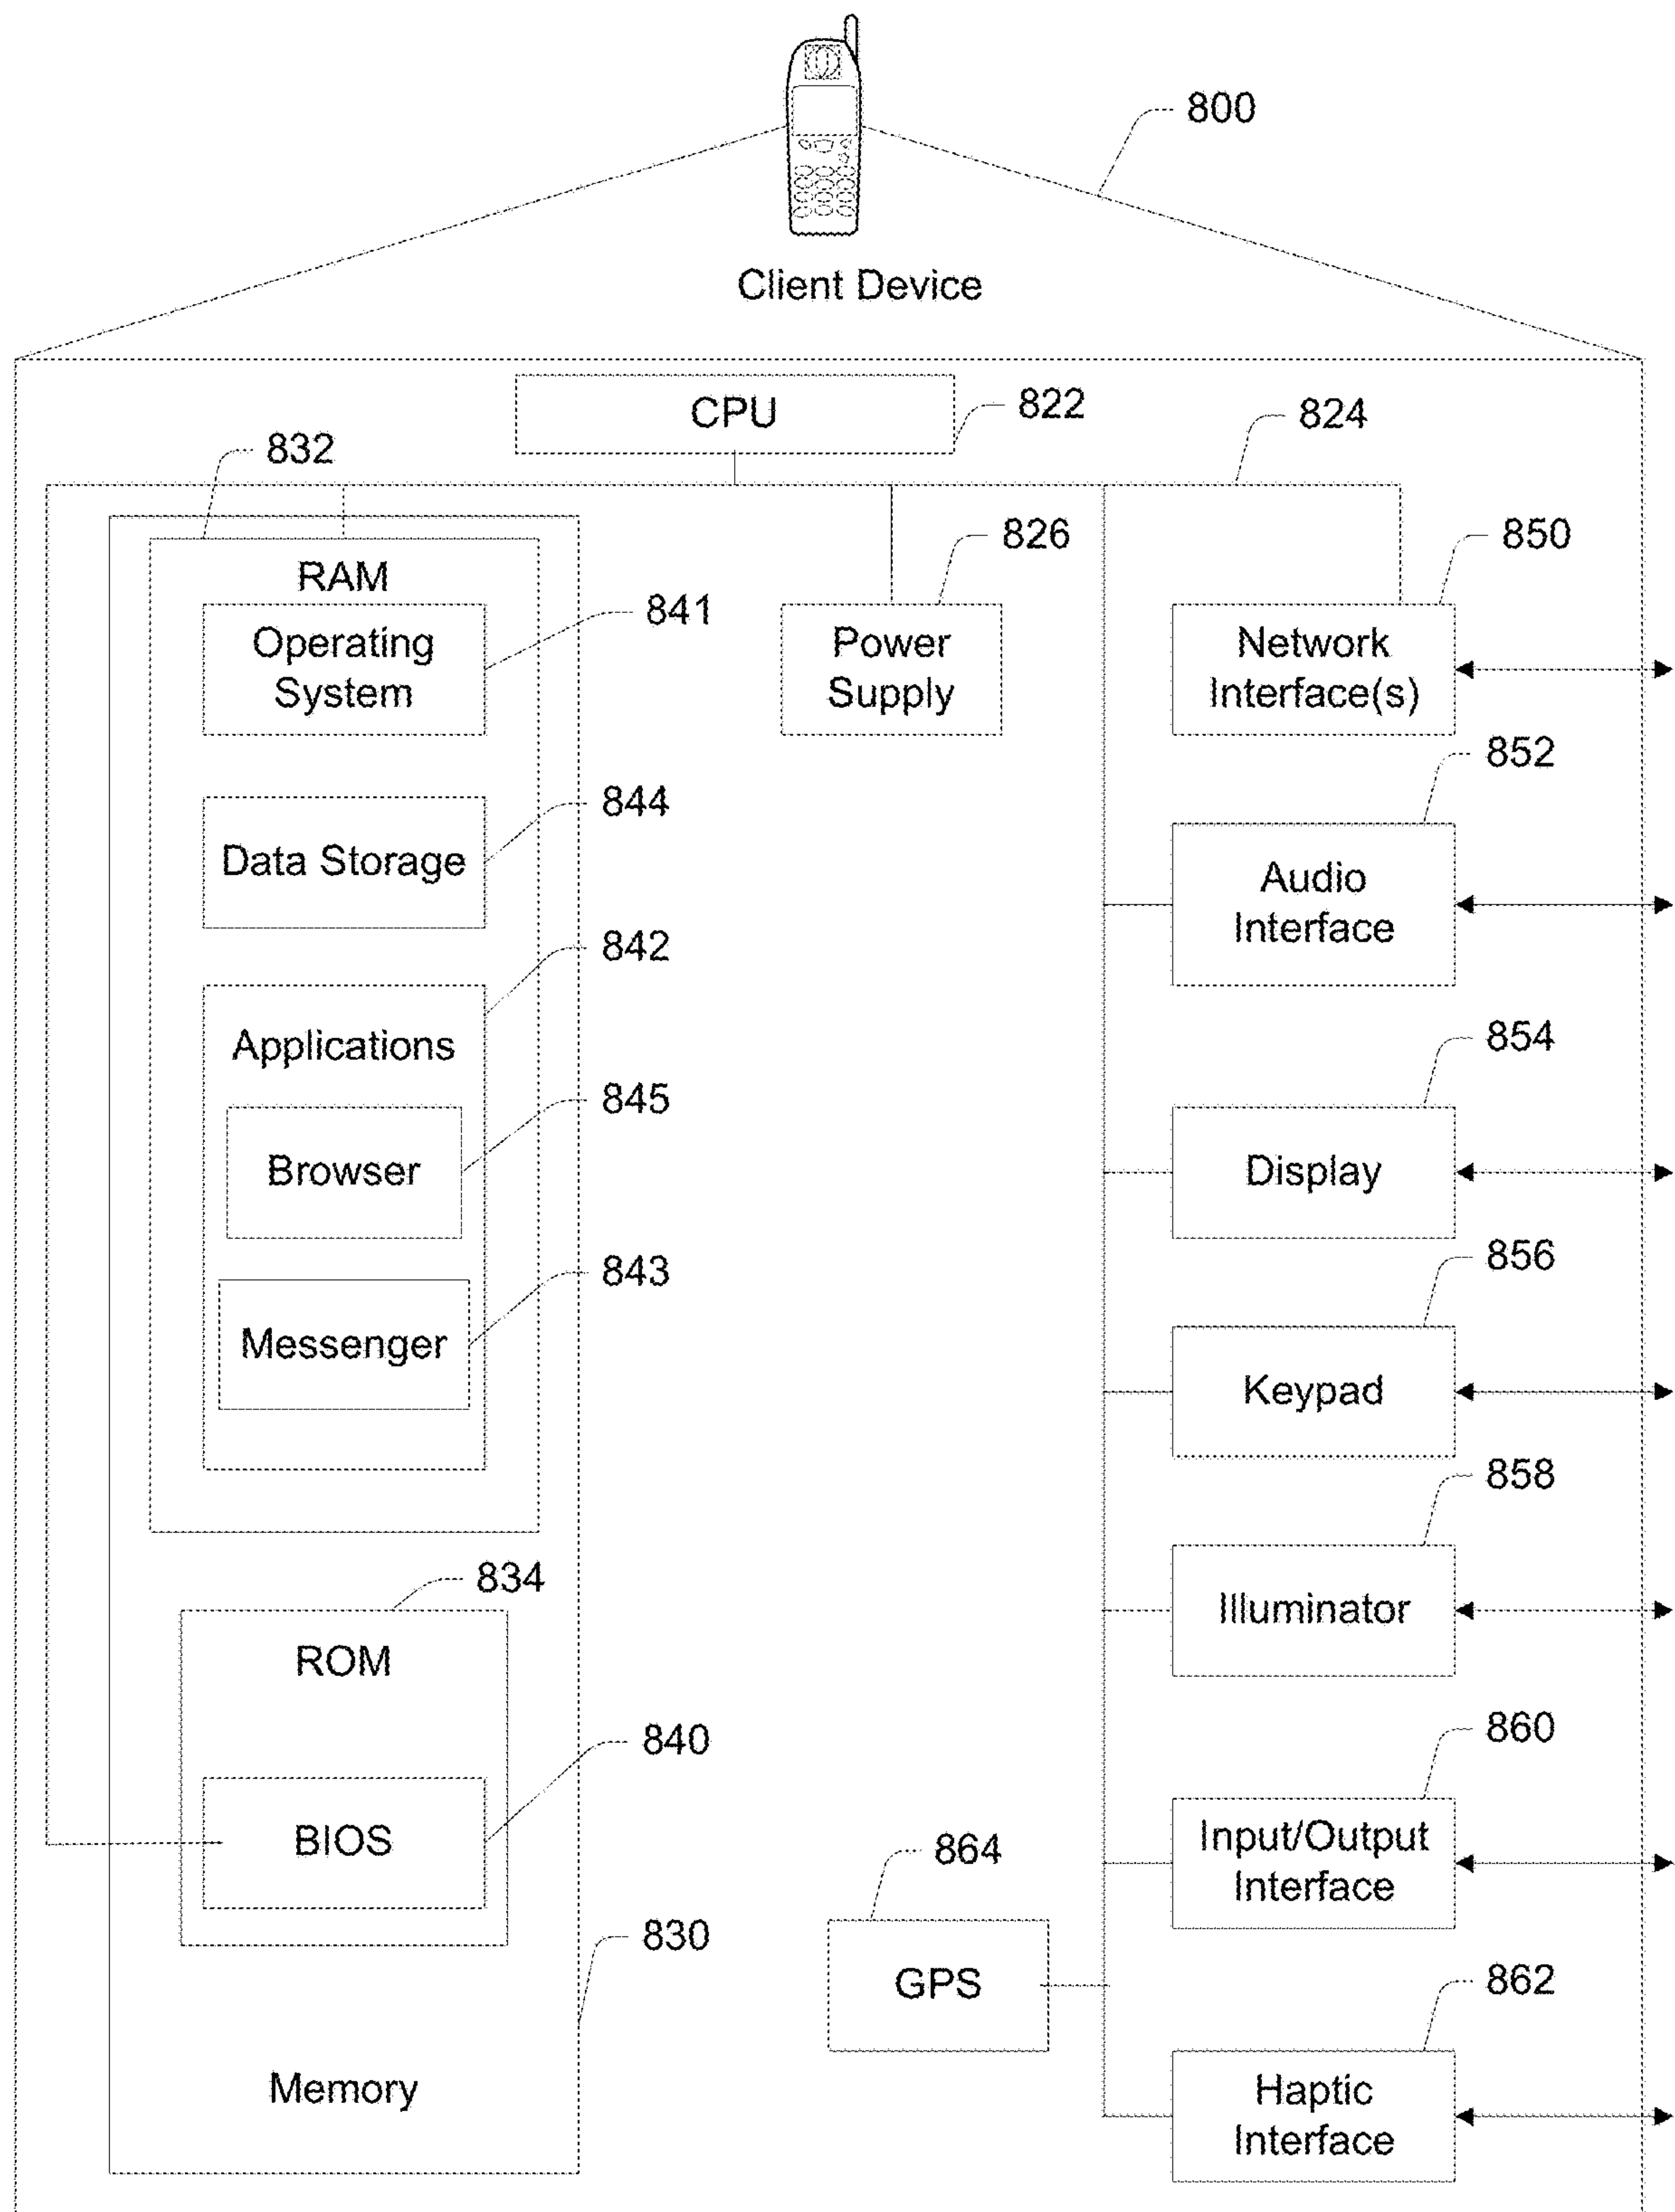 800
Client Device
CPU
822
824
832
RAM
826
850
Operating
System
841
Power
Supply
Network
Interface(s)
852
844
Data Storage
Audio
Interface
842
Applications
854
845
Browser
Display
856
843
Messenger
Keypad
858
834
ROM
Illuminator
840
860
BIOS
Input/Output
Interface
864
830
GPS
862
Memory
Haptic
Interface